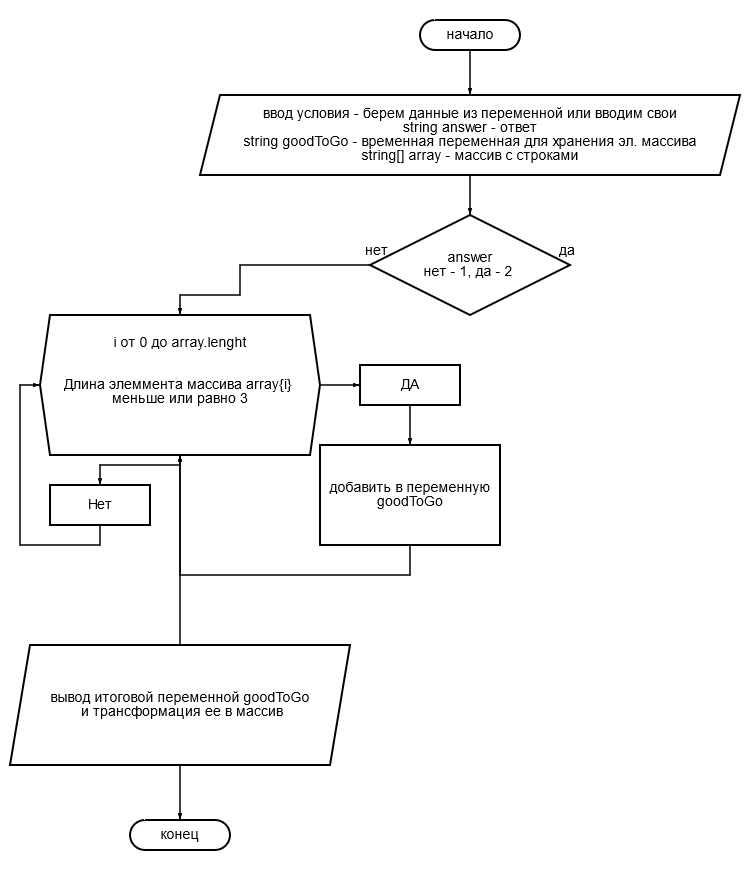 начало
ввод условия - берем данные из переменной или вводим свои
string answer - ответ
string goodToGo - временная переменная для хранения эл. массива
string[] array - массив с строками
нет
да
answer
нет - 1, да - 2
i от 0 до array.lenght
Длина элеммента массива array{i}
меньше или равно 3
ДА
добавить в переменную
goodToGo
Нет
вывод итоговой переменной goodToGo
и трансформация ее в массив
конец